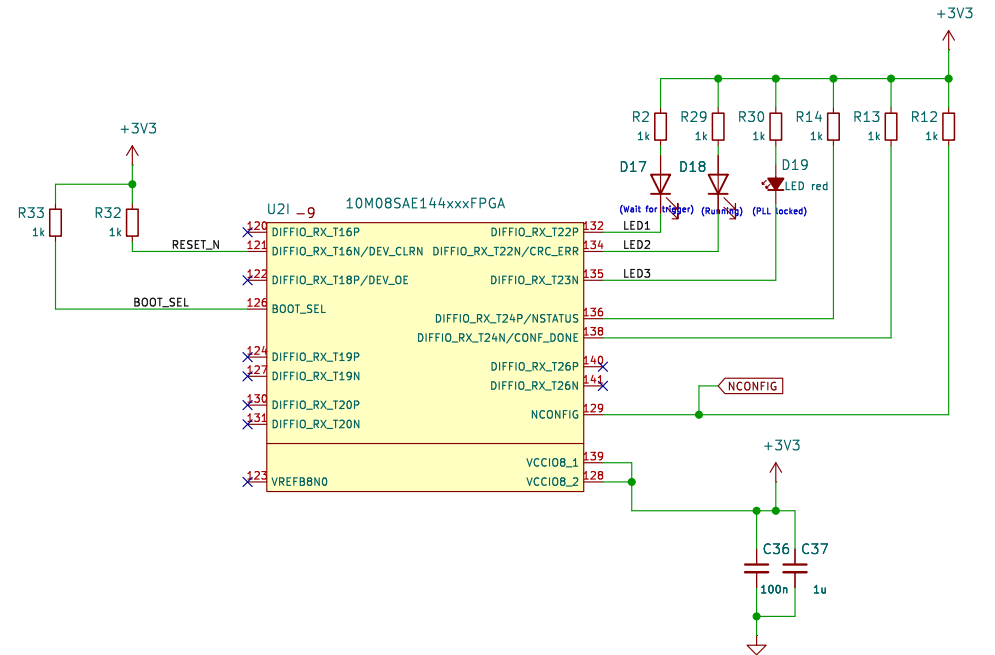 +3V3
+3V3
R2 R29 R30 R14 R13 R12
1k 1k 1k 1k 1k 1k
D17 D18 D19
LED red
(Wait for trigger) (Running) (PLL locked)
R33 R32
1k 1k
U2I _9 10M08SAE144xxxFPGA
120 DIFFIO_RX_T16P DIFFIO_RX_T22P 132 LED1
RESET_N 121 DIFFIO_RX_T16N/DEV_CLRN DIFFIO_RX_T22N/CRC_ERR 134 LED2
122 DIFFIO_RX_T18P/DEV_OE DIFFIO_RX_T23N 135 LED3
BOOT_SEL 126 BOOT_SEL
DIFFIO_RX_T24P/NSTATUS 136
DIFFIO_RX_T24N/CONF_DONE 138
124 DIFFIO_RX_T19P
DIFFIO_RX_T26P 140
127 DIFFIO_RX_T19N
DIFFIO_RX_T26N 141
NCONFIG
130 DIFFIO_RX_T20P
NCONFIG 129
131 DIFFIO_RX_T20N
+3V3
VCCIO8_1 139
123 VREFB8N0 VCCIO8_2 128
C36 C37
100n 1u